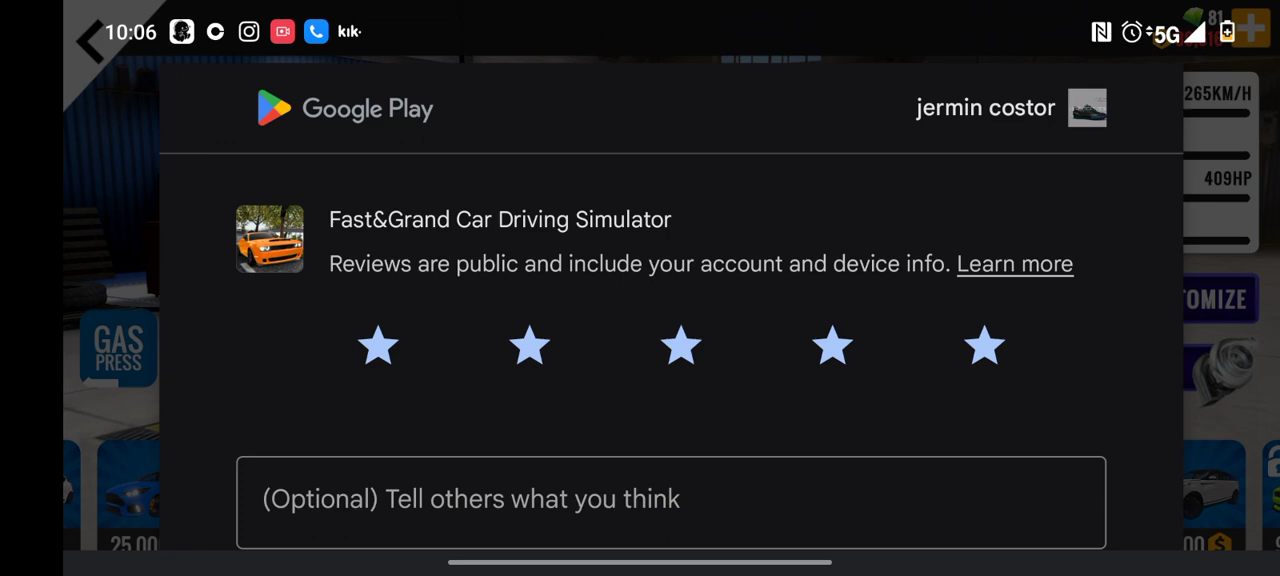 10:06 kik. 5G 81
Google Play jermin costor
265KM/H
409HP
Fast&Grand Car Driving Simulator
Reviews are public and include your account and device info. Learn more
TOMIZE
GAS
PRESS
(Optional) Tell others what you think
25.00
00